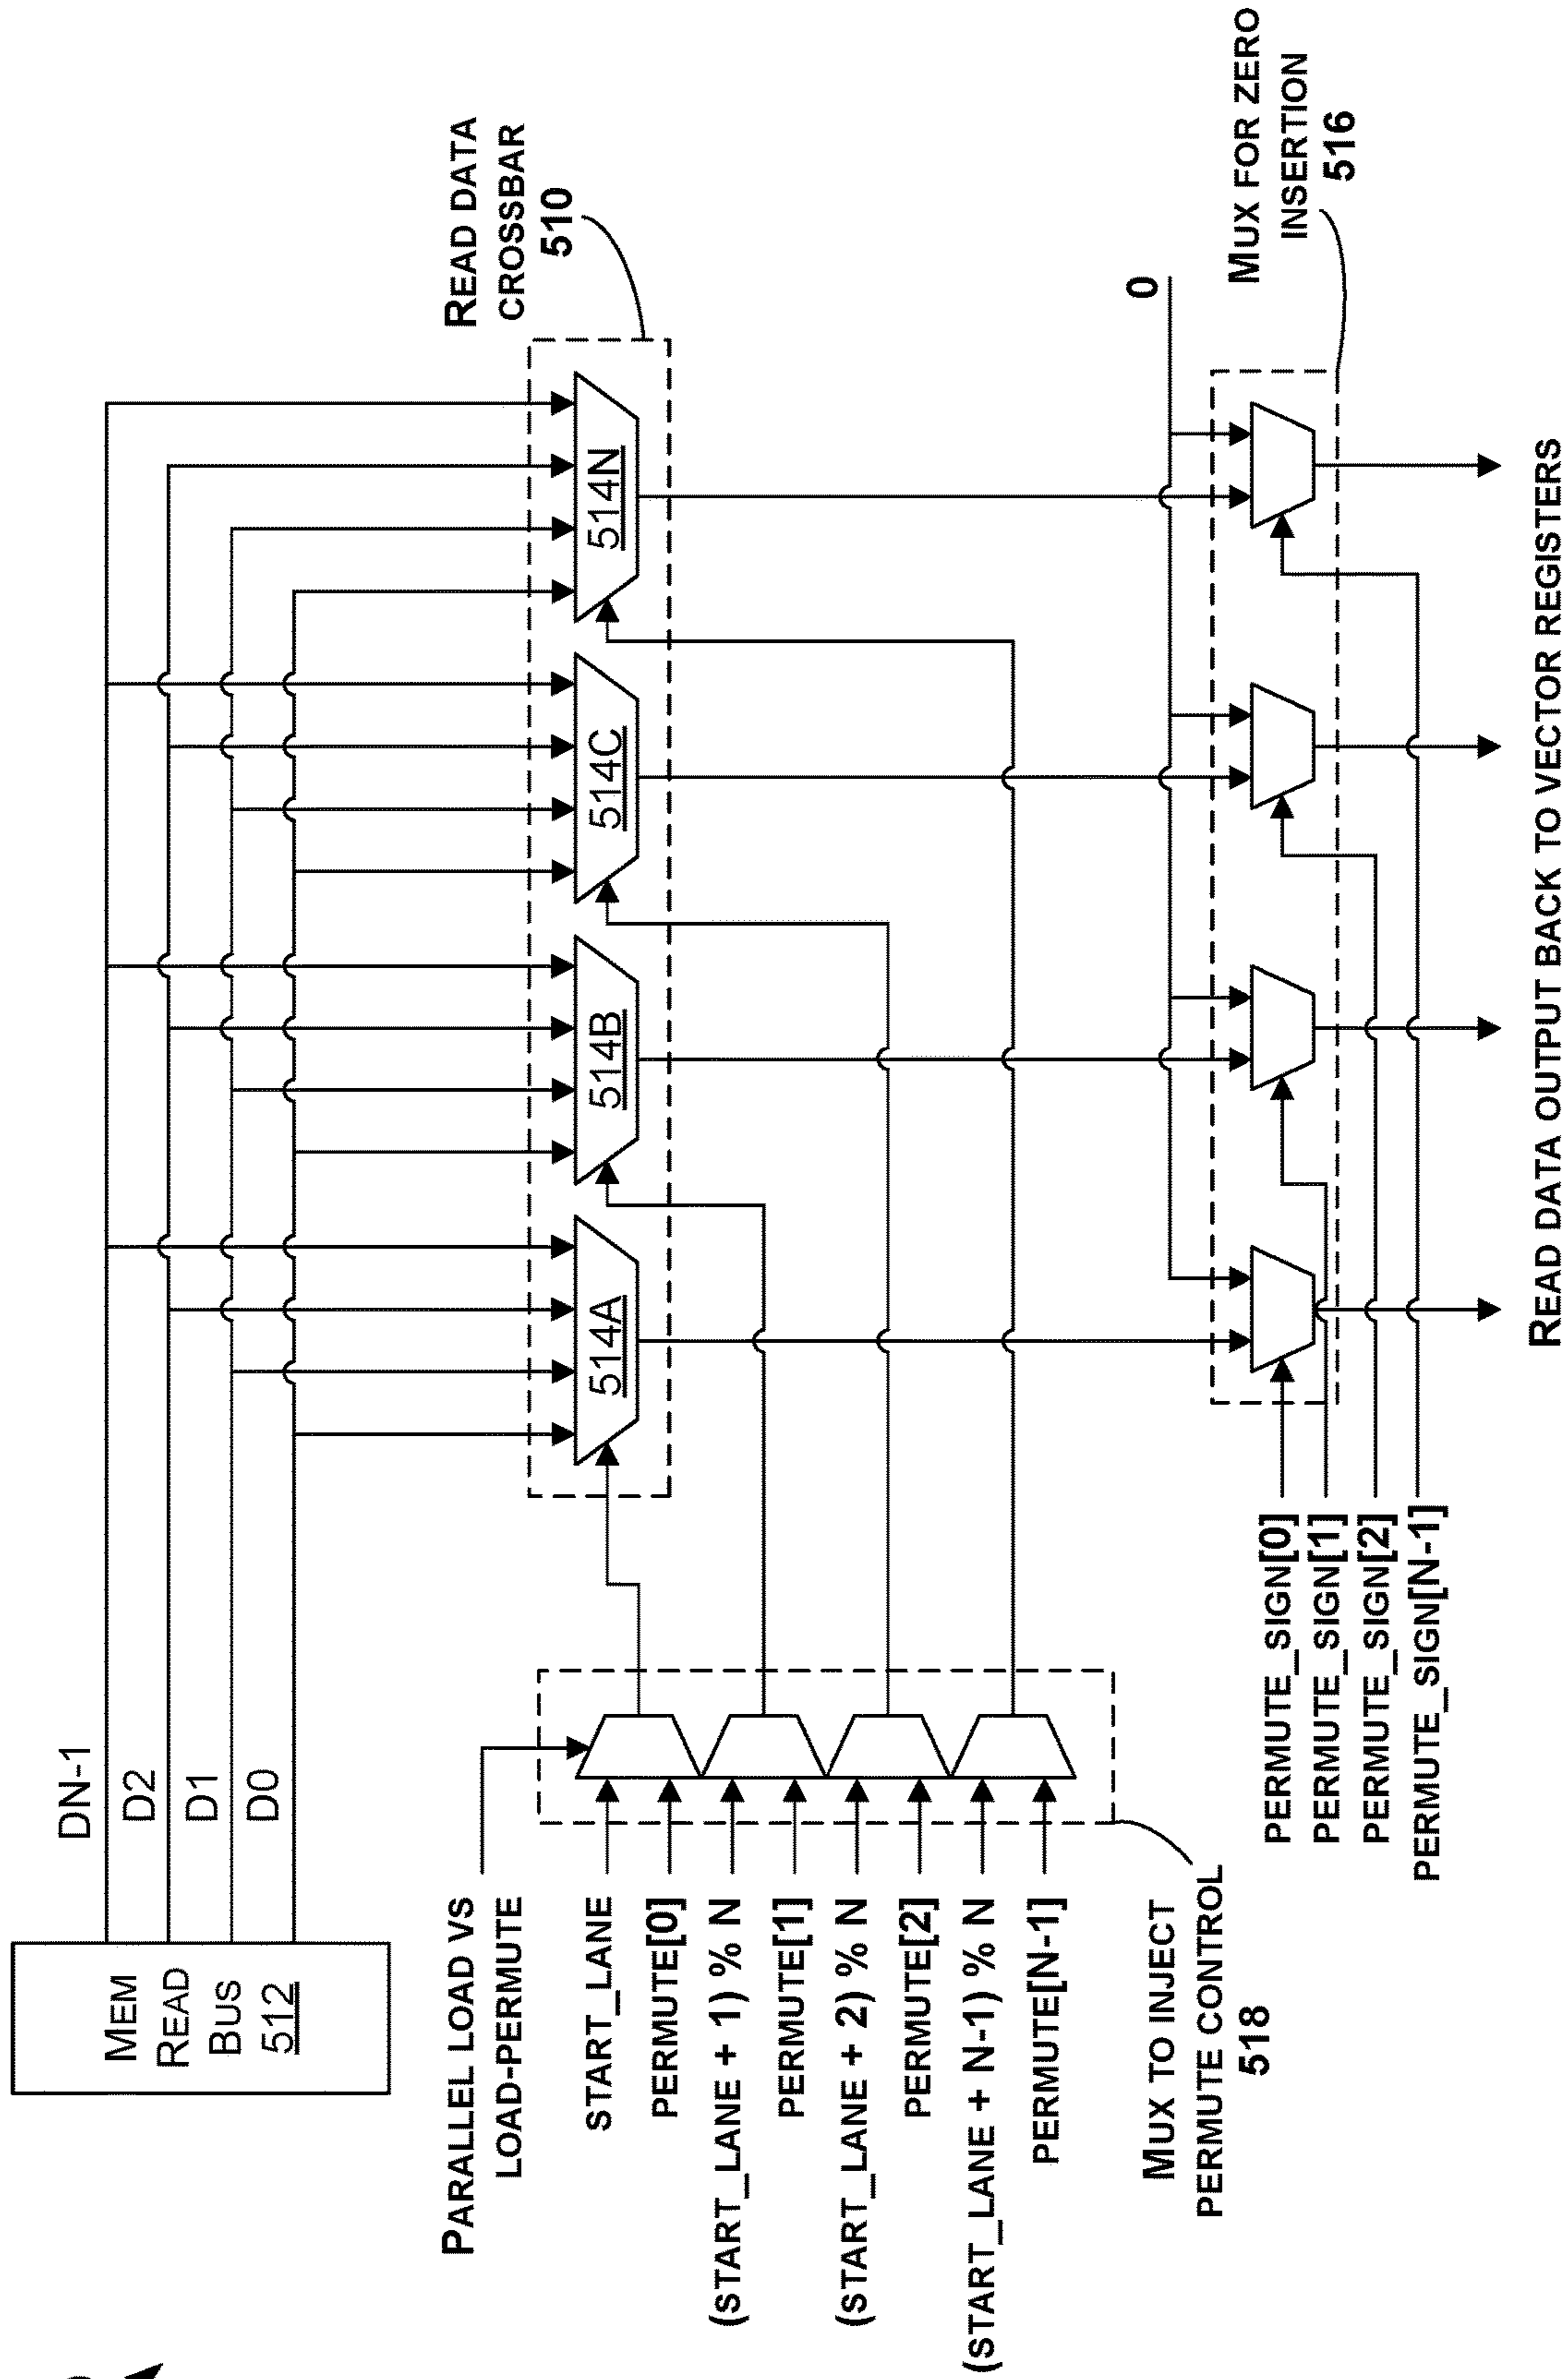 MEM
READ
BUS
512
DN-1
D2
D1
D0
READ DATA
CROSSBAR
510
514A
514B
514C
514N
PARALLEL LOAD VS
LOAD-PERMUTE
START_LANE
PERMUTE[0]
(START_LANE + 1) % N
PERMUTE[1]
(START_LANE + 2) % N
PERMUTE[2]
(START_LANE + N-1) % N
PERMUTE[N-1]
MUX TO INJECT
PERMUTE CONTROL
518
0
MUX FOR ZERO
INSERTION
516
PERMUTE_SIGN[0]
PERMUTE_SIGN[1]
PERMUTE_SIGN[2]
PERMUTE_SIGN[N-1]
READ DATA OUTPUT BACK TO VECTOR REGISTERS